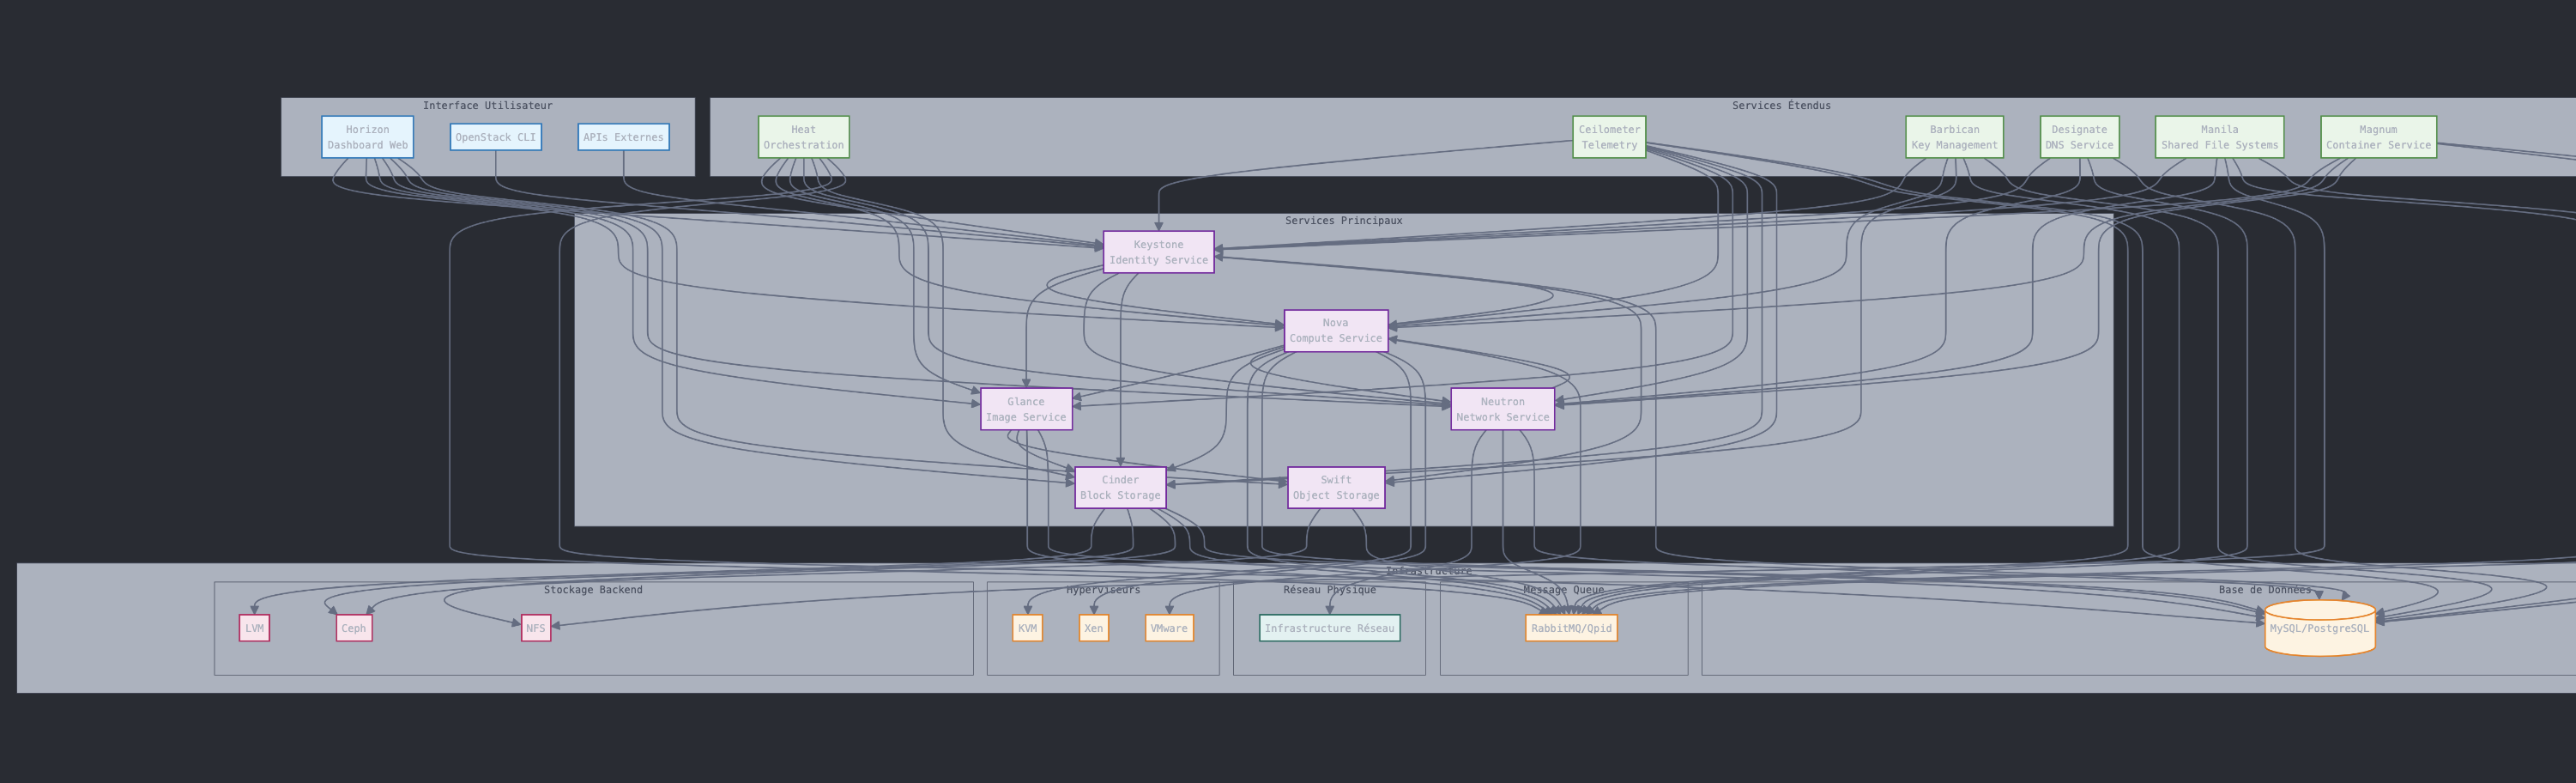 Interface Utilisateur
Services Étendus
Horizon
Dashboard Web
OpenStack CLI
APIs Externes
Heat
Orchestration
Ceilometer
Telemetry
Barbican
Key Management
Designate
DNS Service
Manila
Shared File Systems
Magnum
Container Service
Services Principaux
Keystone
Identity Service
Nova
Compute Service
Glance
Image Service
Neutron
Network Service
Cinder
Block Storage
Swift
Object Storage
Infrastructure
Stockage Backend
Hyperviseurs
Réseau Physique
Message Queue
Base de Données
LVM
Ceph
NFS
KVM
Xen
VMware
Infrastructure Réseau
RabbitMQ/Qpid
MySQL/PostgreSQL